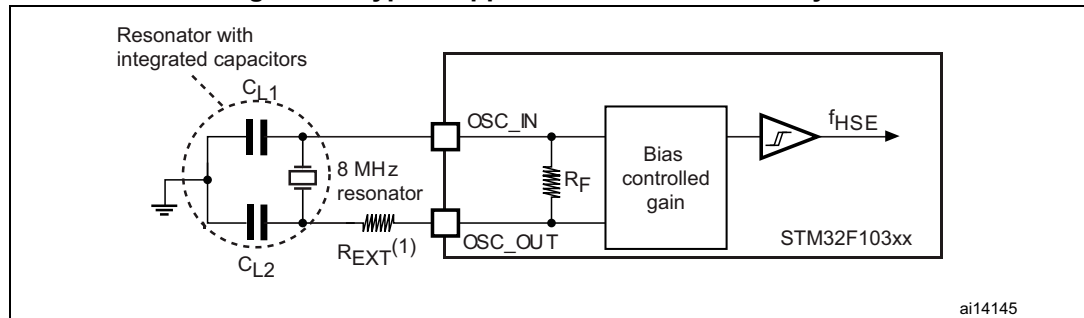 Resonator with
integrated capacitors
CL1
OSC_IN
fHSE
8 MHz
resonator
RF
Bias
controlled
gain
REXT(1)
OSC_OUT
STM32F103xx
CL2
ai14145